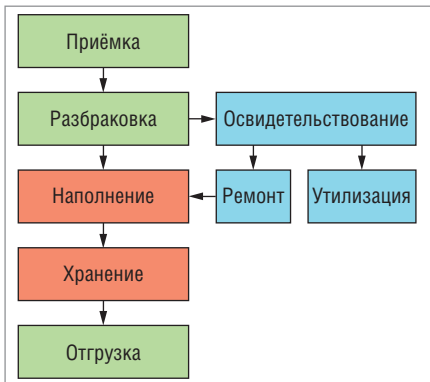 Приёмка
Разбраковка
Освидетельствование
Наполнение
Ремонт
Утилизация
Хранение
Отгрузка